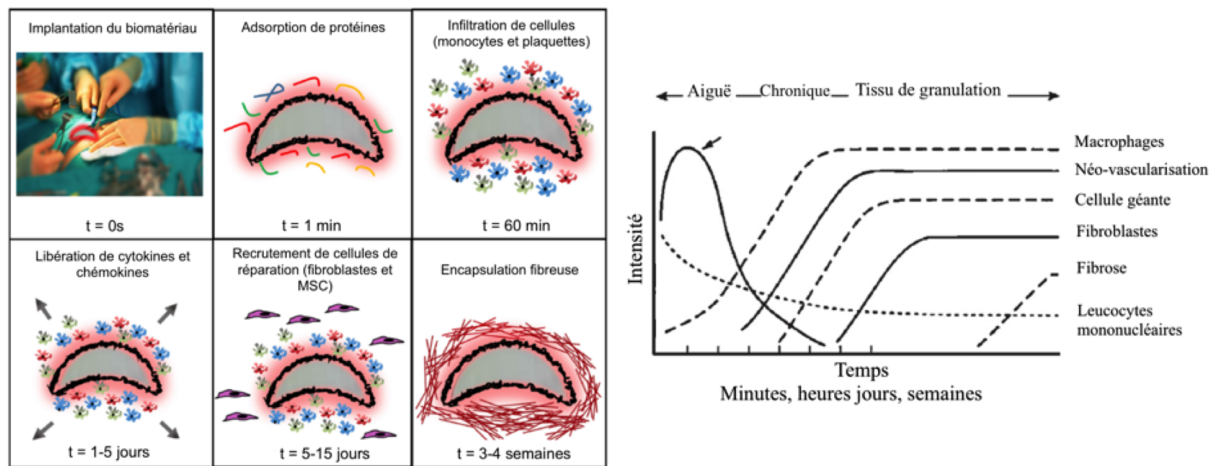 Implantation du biomatériau
t = 0s
Adsorption de protéines
t = 1 min
Infiltration de cellules
(monocytes et plaquettes)
t = 60 min
Libération de cytokines et
chémokines
t = 1-5 jours
Recrutement de cellules de
réparation (fibroblastes et
MSC)
t = 5-15 jours
Encapsulation fibreuse
t = 3-4 semaines
Aiguë
Chronique
Tissu de granulation
Intensité
Macrophages
Néo-vascularisation
Cellule géante
Fibroblastes
Fibrose
Leucocytes
mononucléaires
Temps
Minutes, heures jours, semaines